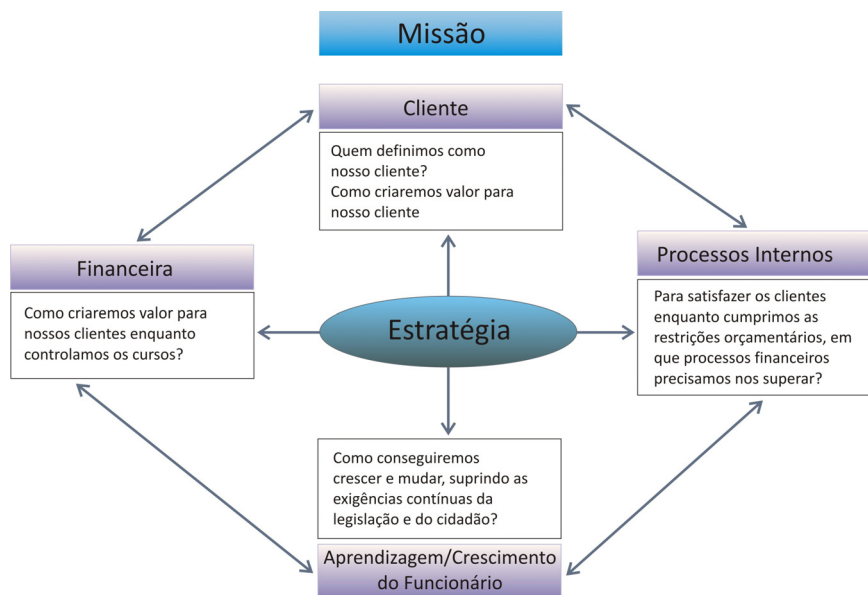 Missão
Cliente
Quem definimos como
nosso cliente?
Como criaremos valor para
nosso cliente
Financeira
Como criaremos valor para
nossos clientes enquanto
controlamos os cursos?
Estratégia
Processos Internos
Para satisfazer os clientes
enquanto cumprimos as
restrições orçamentários, em
que processos financeiros
precisamos nos superar?
Como conseguiremos
crescer e mudar, suprindo as
exigências contínuas da
legislação e do cidadão?
Aprendizagem/Crescimento
do Funcionário